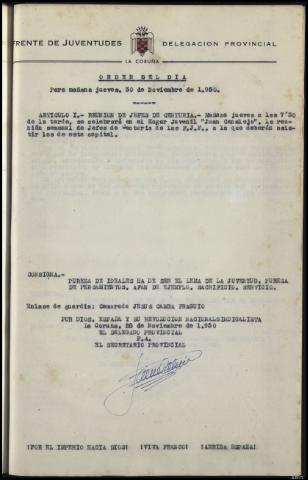 FRENTE DE JUVENTUDES DELEGACION PROVINCIAL
LA CORUÑA
ORDEN DEL DIA
Para mañana jueves, 30 de Noviembre de 1,950.
ARTICULO I.- REUNION DE JEFES DE CENTURIA.- Mañana jueves a las 7'30
de la tarde, se celebrará en el Hogar Juvenil "Juan Canalejo", la reu-
nión semanal de Jefes de Centuria de las F.J.F., a la que deberán asis-
tir los de esta capital.
CONSIGNA.-
PUREZA DE IDEALES HA DE SER EL LEMA DE LA JUVENTUD, PUREZA
DE PENSAMIENTOS, AFAN DE EJEMPLO, SACRIFICIO, SERVICIO.
Enlace de guardia: Camarada JESUS CAMBA
POR DIOS, ESPAÑA Y SU REVOLUCION NACIONALSINDICALISTA
La Coruña, de Noviembre de 1,950
EL DELEGADO PROVINCIAL
P.A.
EL SECRETARIO PROVINCIAL
¡POR EL IMPERIO HACIA DIOS! ¡VIVA FRANCO! ¡ARRIBA ESPAÑA!